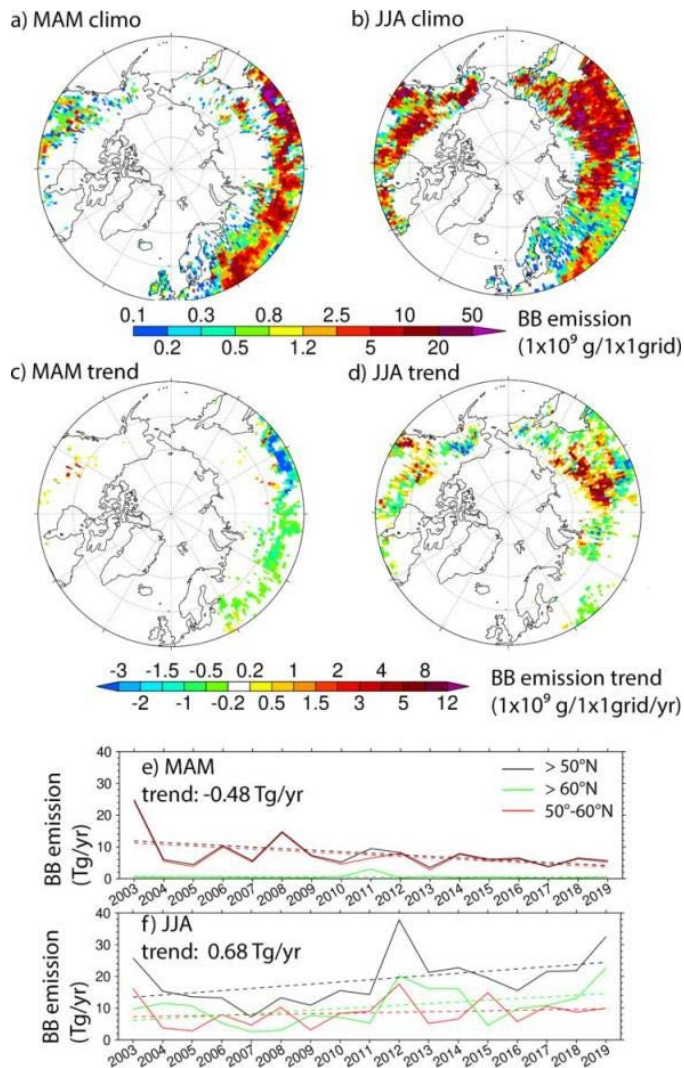 a) MAM climo
b) JJA climo
0.1 0.3 0.8 2.5 10 50
0.2 0.5 1.2 5 20
BB emission
(1x10⁹ g/1x1grid)
c) MAM trend
d) JJA trend
-3 -1.5 -0.5 0.2 1 2 4 8
-2 -1 -0.2 0.5 1.5 3 5 12
BB emission trend
(1x10⁹ g/1x1grid/yr)
e) MAM
trend: -0.48 Tg/yr
> 50°N
> 60°N
50°-60°N
BB emission
(Tg/yr)
40
30
20
10
0
2003 2004 2005 2006 2007 2008 2009 2010 2011 2012 2013 2014 2015 2016 2017 2018 2019
f) JJA
trend: 0.68 Tg/yr
BB emission
(Tg/yr)
40
30
20
10
0
2003 2004 2005 2006 2007 2008 2009 2010 2011 2012 2013 2014 2015 2016 2017 2018 2019